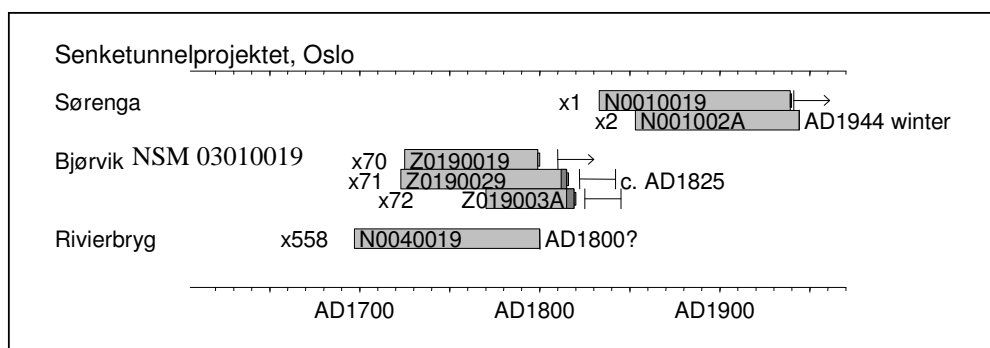 Senketunnelprojektet, Oslo
Sørenga x1 N0010019
x2 N001002A AD1944 winter
Bjørvik NSM 03010019 x70 Z0190019
x71 Z0190029 c. AD1825
x72 Z019003A
Rivierbryg x558 N0040019 AD1800?
AD1700 AD1800 AD1900